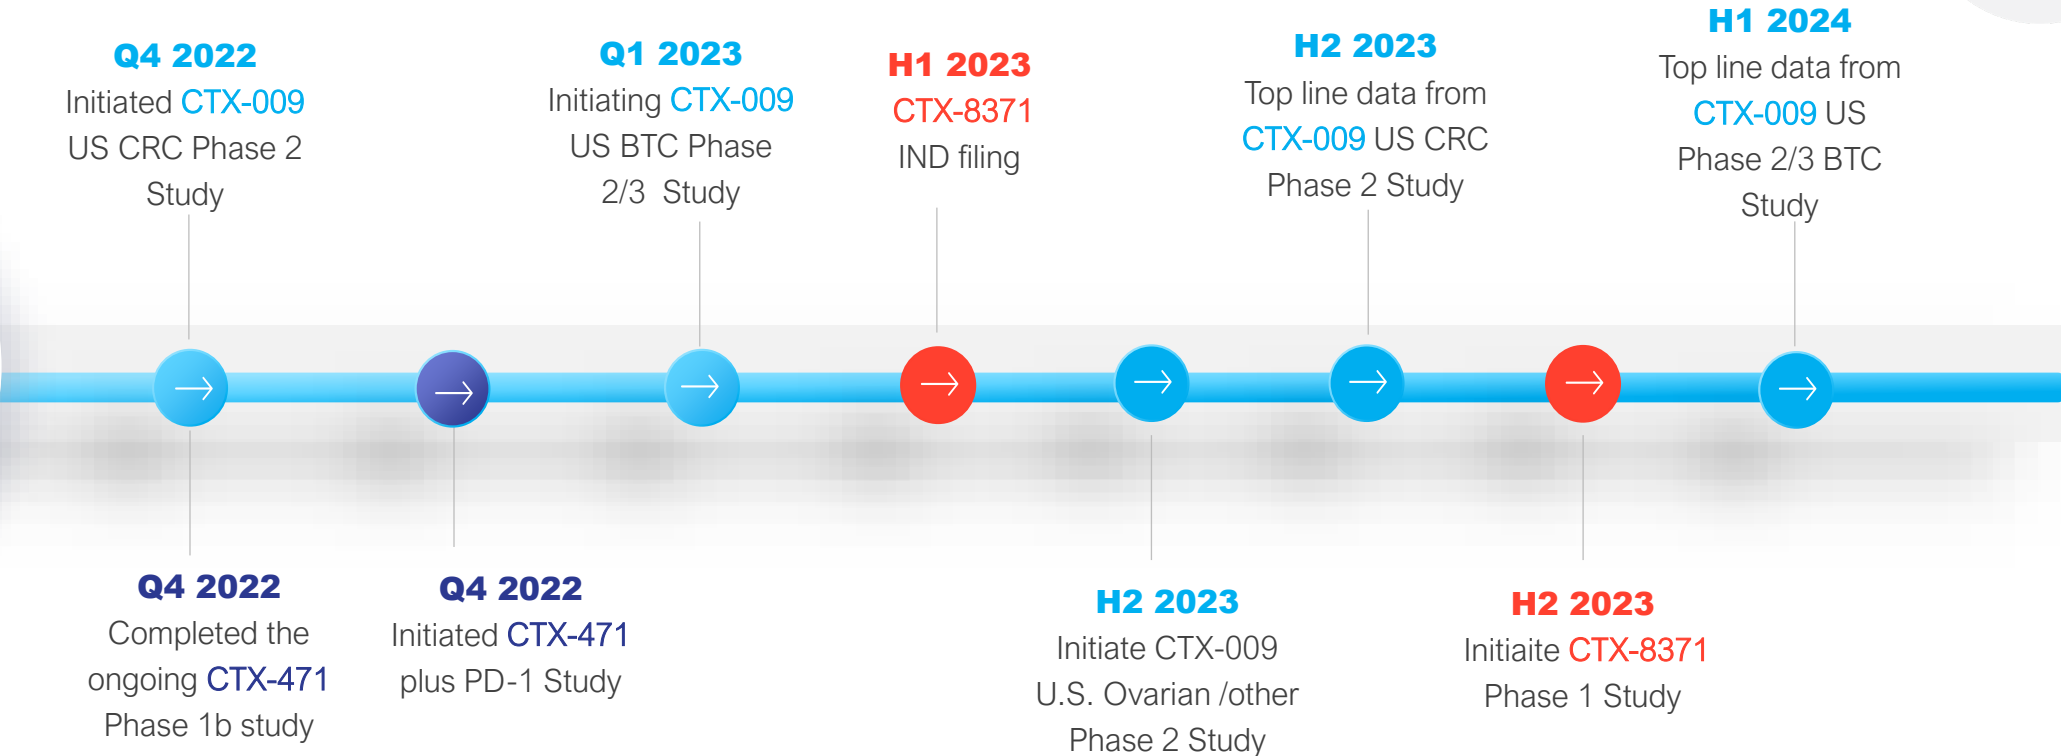 Q4 2022
Initiated CTX-009
US CRC Phase 2
Study
Q1 2023
Initiating CTX-009
US BTC Phase
2/3 Study
H1 2023
CTX-8371
IND filing
H2 2023
Top line data from
CTX-009 US CRC
Phase 2 Study
H1 2024
Top line data from
CTX-009 US
Phase 2/3 BTC
Study
Q4 2022
Completed the
ongoing CTX-471
Phase 1b study
Q4 2022
Initiated CTX-471
plus PD-1 Study
H2 2023
Initiate CTX-009
U.S. Ovarian /other
Phase 2 Study
H2 2023
Initiaite CTX-8371
Phase 1 Study